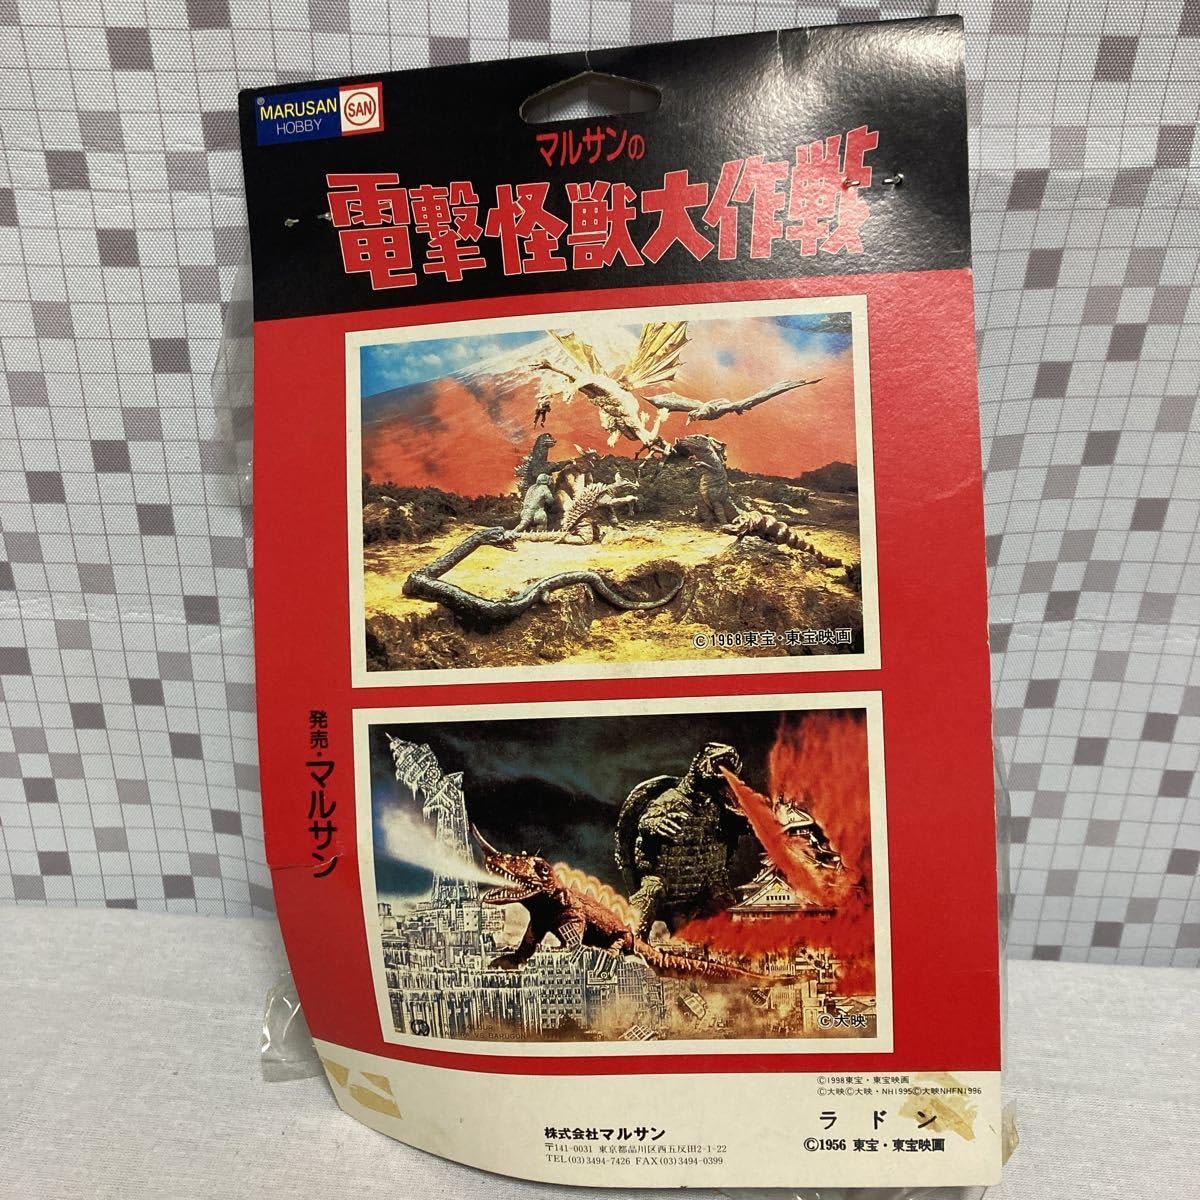 ® MARUSAN
HOBBY
SAN
マルサンの
電撃怪獣大作戦
©1968東宝・東宝映画
発売・マルサン
©大映
©1998東宝・東宝映画
©大映©大映・NH1995©大映NHFN1996
ラドン
©1956 東宝・東宝映画
株式会社マルサン
〒141-0031 東京都品川区西五反田2-1-22
TEL(03)3494-7426 FAX(03)3494-0399